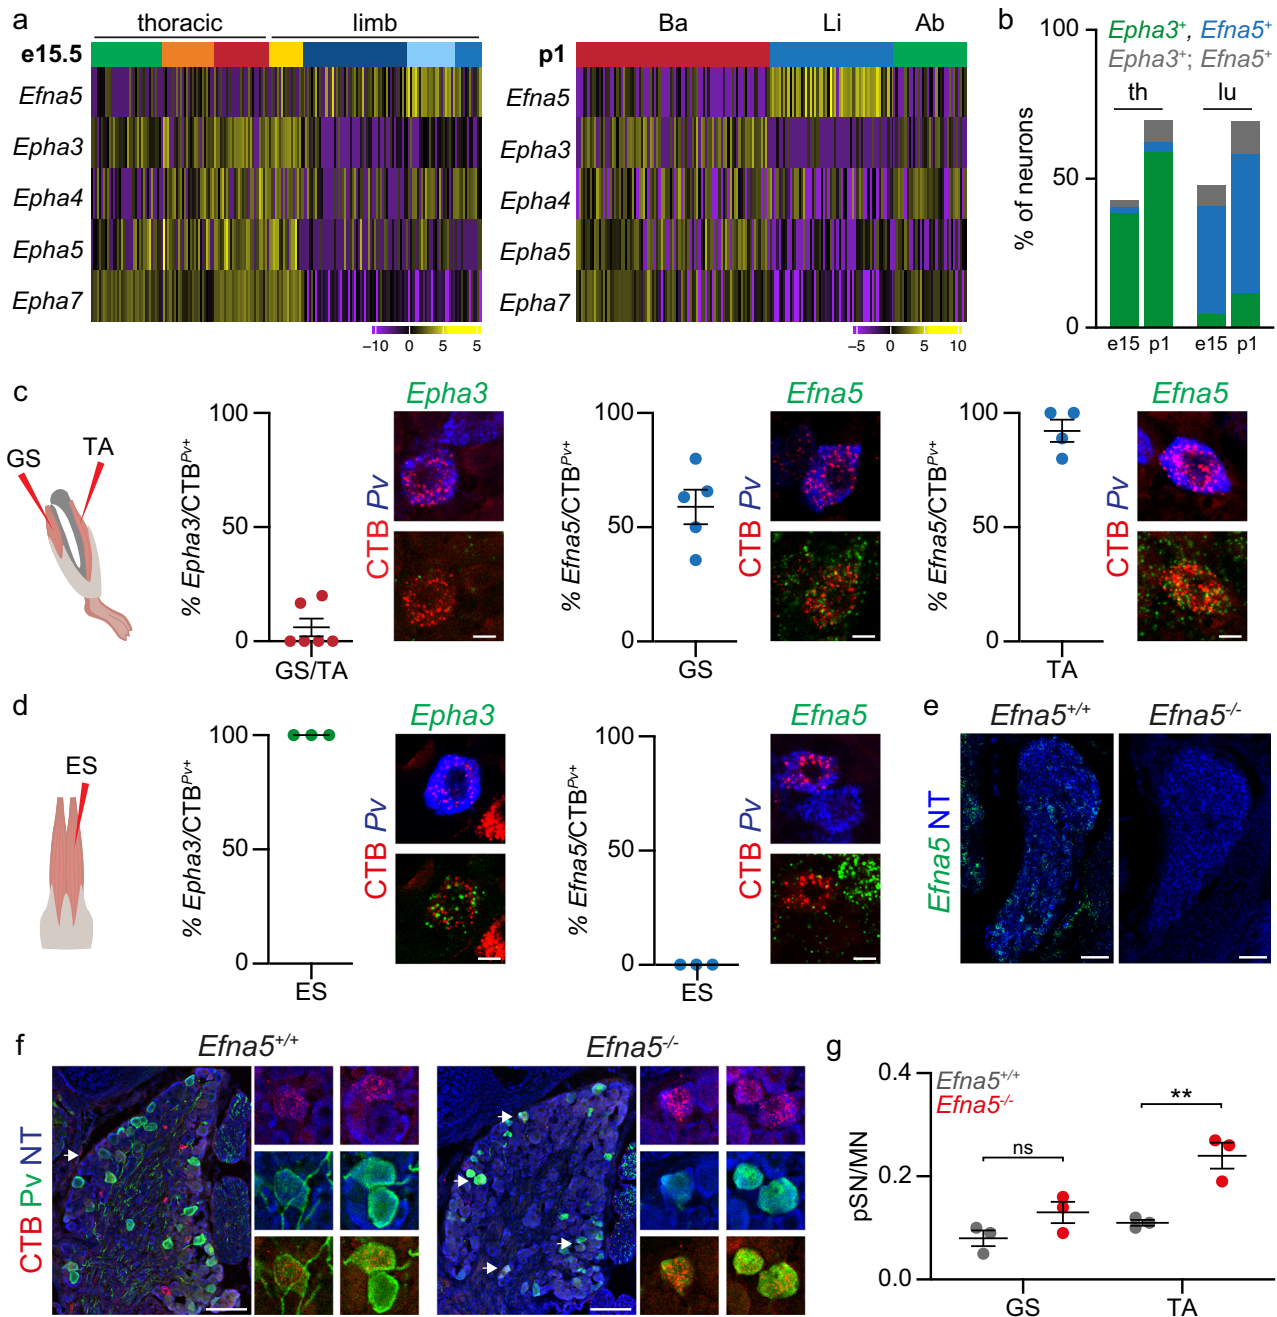 a
thoracic limb
e15.5
Efna5
Epha3
Epha4
Epha5
Epha7
−10 0 5 5
Ba Li Ab
p1
Efna5
Epha3
Epha4
Epha5
Epha7
−5 0 5 10
b
Epha3⁺, Efna5⁺
Epha3⁺; Efna5⁺
% of neurons
100
50
0
th lu
e15 p1 e15 p1
c
GS TA
% Epha3/CTBᴾᵛ⁺
100
50
0
GS/TA
Epha3
CTB Pv
% Efna5/CTBᴾᵛ⁺
100
50
0
GS
Efna5
CTB Pv
% Efna5/CTBᴾᵛ⁺
100
50
0
TA
Efna5
CTB Pv
d
ES
% Epha3/CTBᴾᵛ⁺
100
50
0
ES
Epha3
CTB Pv
% Efna5/CTBᴾᵛ⁺
100
50
0
ES
Efna5
CTB Pv
e
Efna5⁺/⁺ Efna5⁻/⁻
Efna5 NT
f
Efna5⁺/⁺ Efna5⁻/⁻
CTB Pv NT
g
Efna5⁺/⁺
Efna5⁻/⁻
pSN/MN
0.4
0.2
0.0
ns
**
GS TA